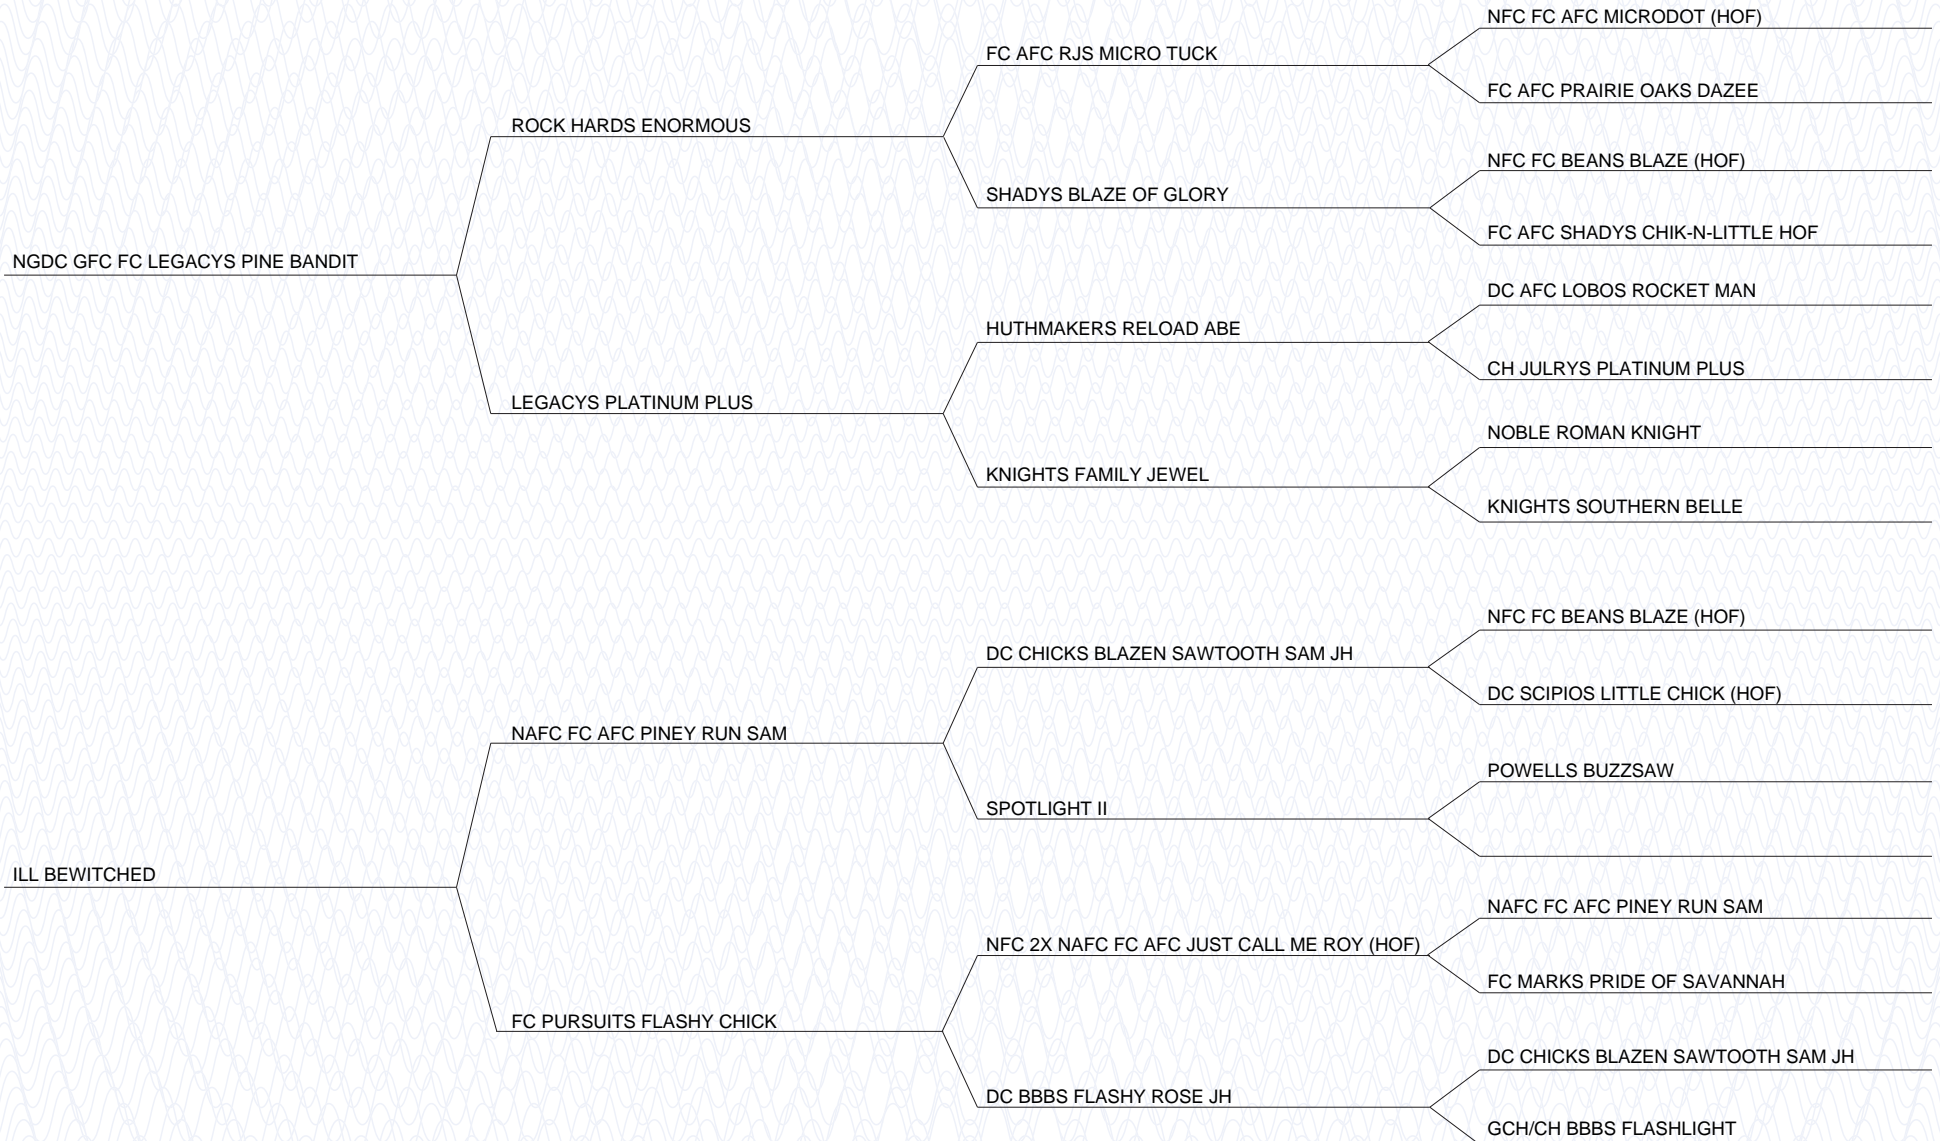 NFC FC AFC MICRODOT (HOF)
FC AFC RJS MICRO TUCK
FC AFC PRAIRIE OAKS DAZEE
ROCK HARDS ENORMOUS
NFC FC BEANS BLAZE (HOF)
SHADYS BLAZE OF GLORY
FC AFC SHADYS CHIK-N-LITTLE HOF
NGDC GFC FC LEGACYS PINE BANDIT
DC AFC LOBOS ROCKET MAN
HUTHMAKERS RELOAD ABE
CH JULRYS PLATINUM PLUS
LEGACYS PLATINUM PLUS
NOBLE ROMAN KNIGHT
KNIGHTS FAMILY JEWEL
KNIGHTS SOUTHERN BELLE
NFC FC BEANS BLAZE (HOF)
DC CHICKS BLAZEN SAWTOOTH SAM JH
DC SCIPIOS LITTLE CHICK (HOF)
NAFC FC AFC PINEY RUN SAM
POWELLS BUZZSAW
SPOTLIGHT II
ILL BEWITCHED
NAFC FC AFC PINEY RUN SAM
NFC 2X NAFC FC AFC JUST CALL ME ROY (HOF)
FC MARKS PRIDE OF SAVANNAH
FC PURSUITS FLASHY CHICK
DC CHICKS BLAZEN SAWTOOTH SAM JH
DC BBBS FLASHY ROSE JH
GCH/CH BBBS FLASHLIGHT